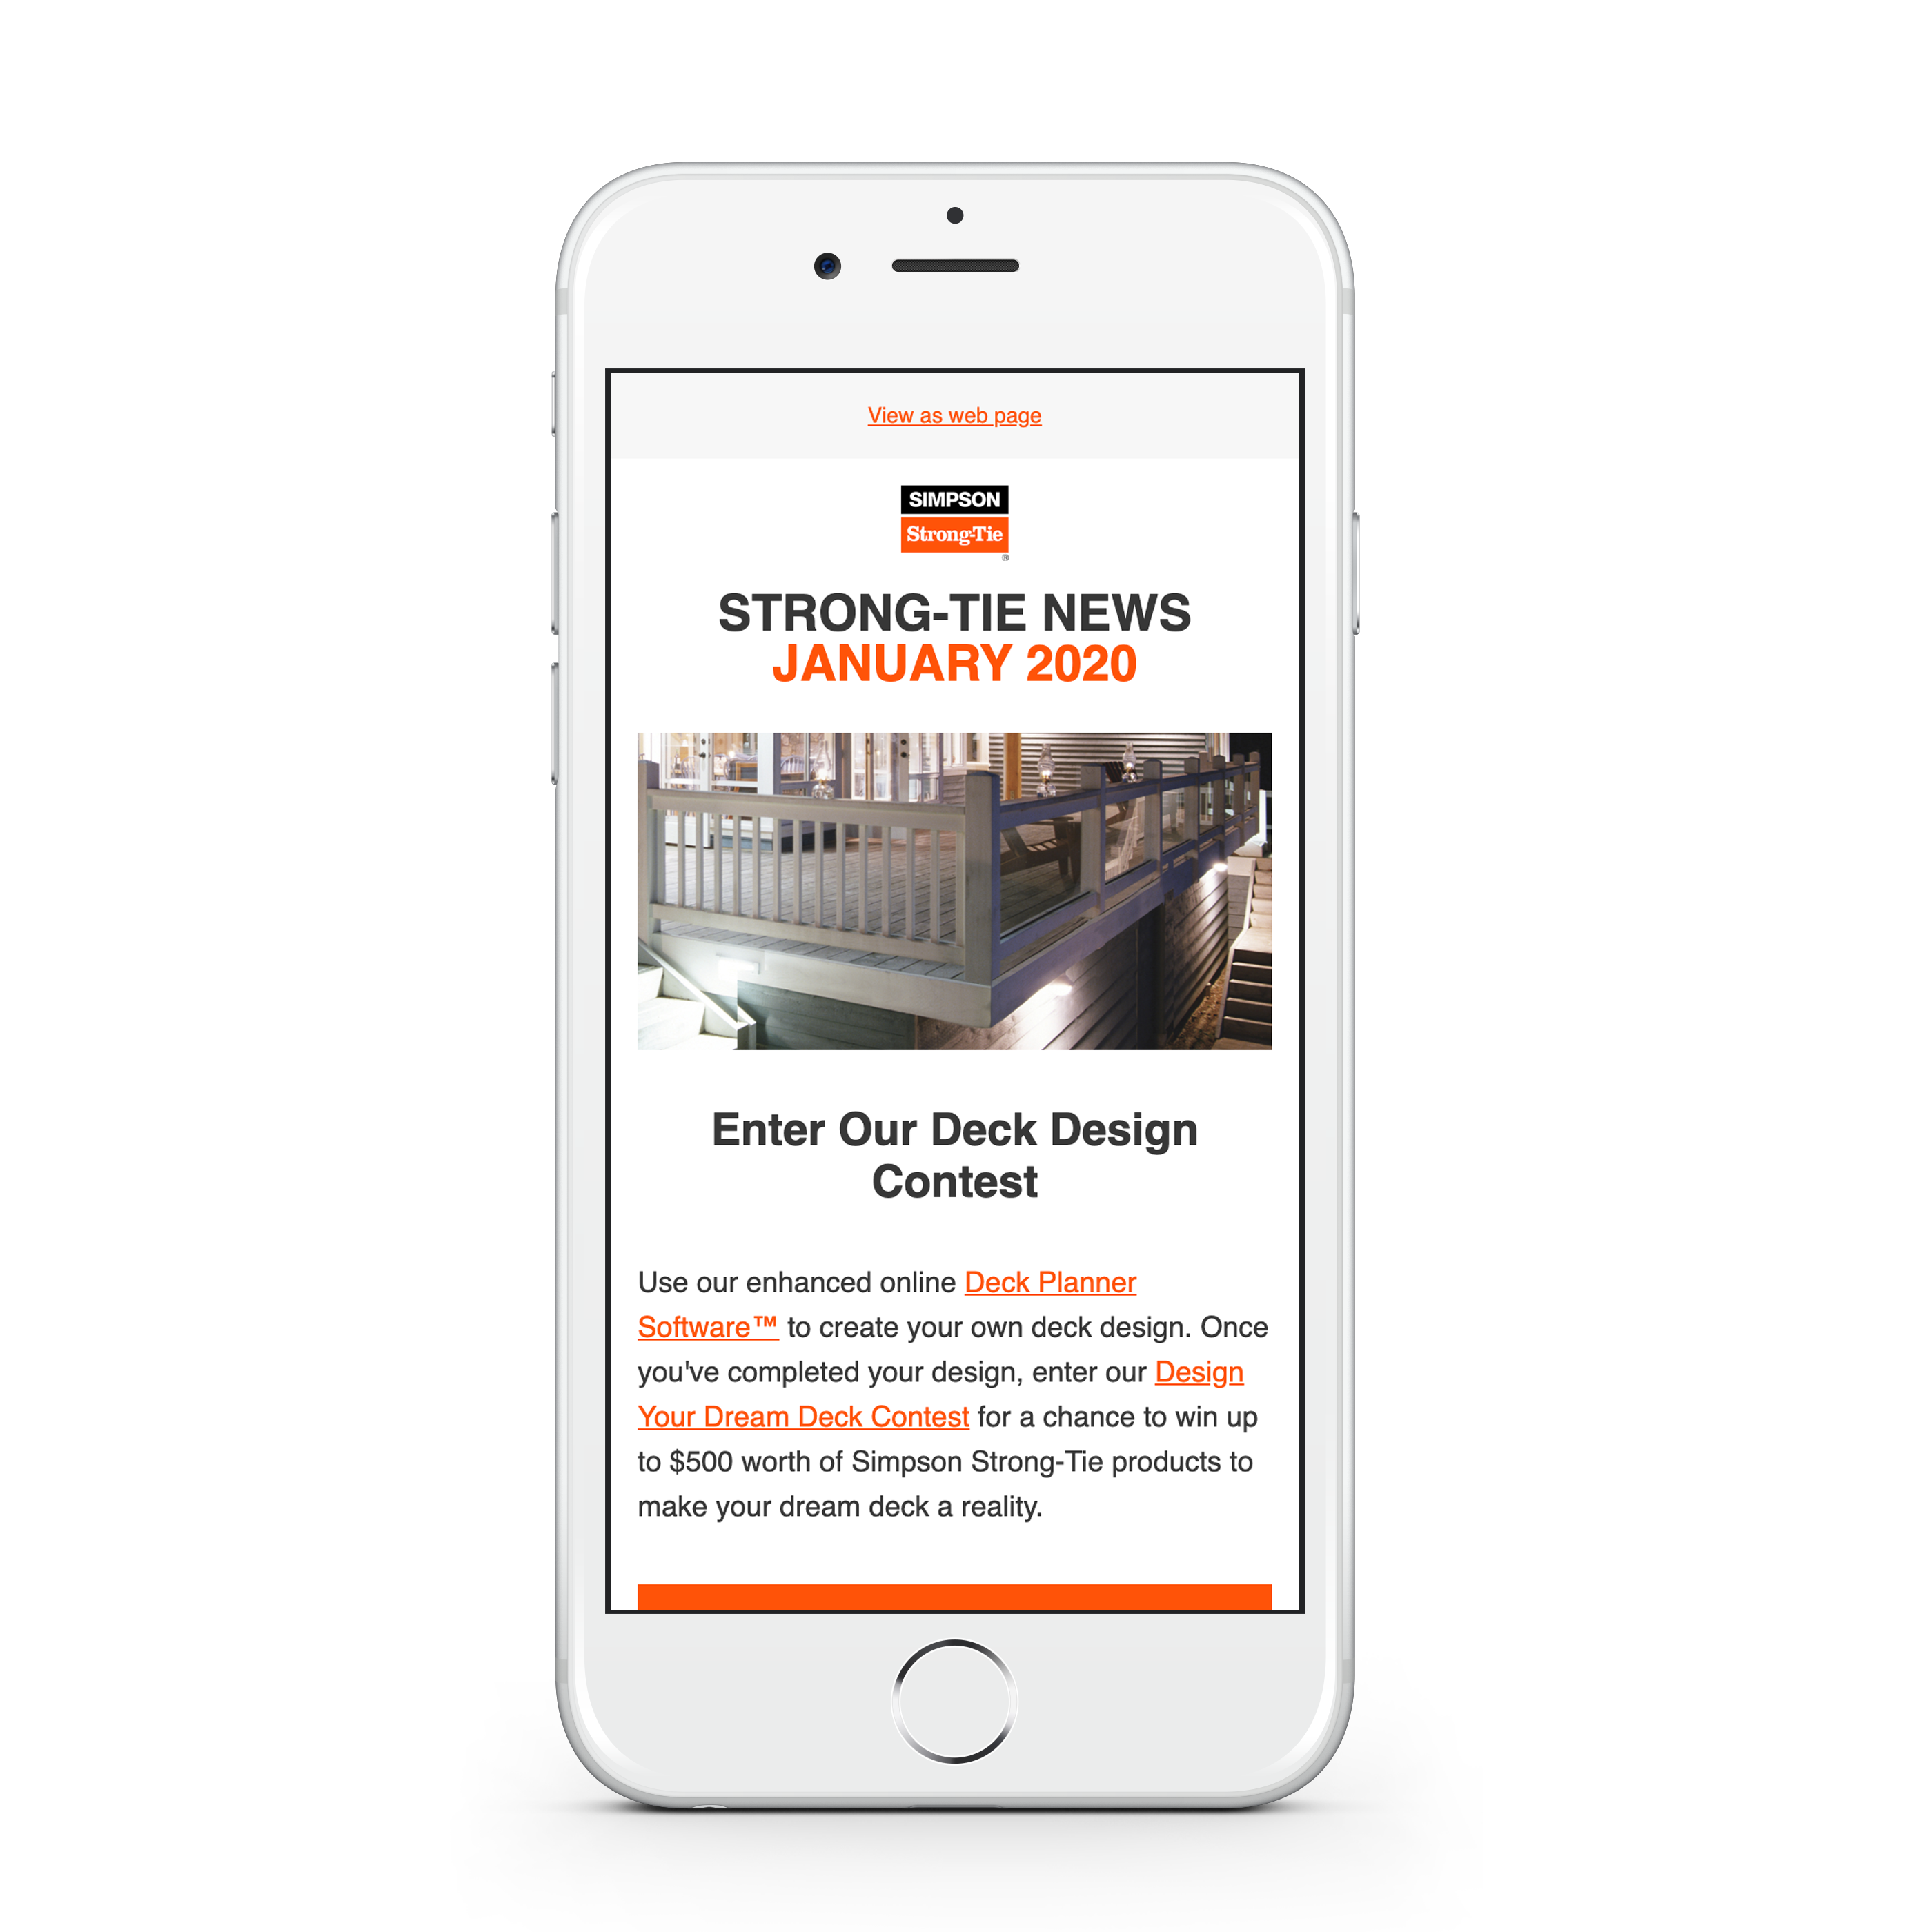 View as web page
SIMPSON
Strong-Tie
®
STRONG-TIE NEWS
JANUARY 2020
Enter Our Deck Design
Contest
Use our enhanced online Deck Planner
Software™ to create your own deck design. Once
you've completed your design, enter our Design
Your Dream Deck Contest for a chance to win up
to $500 worth of Simpson Strong-Tie products to
make your dream deck a reality.